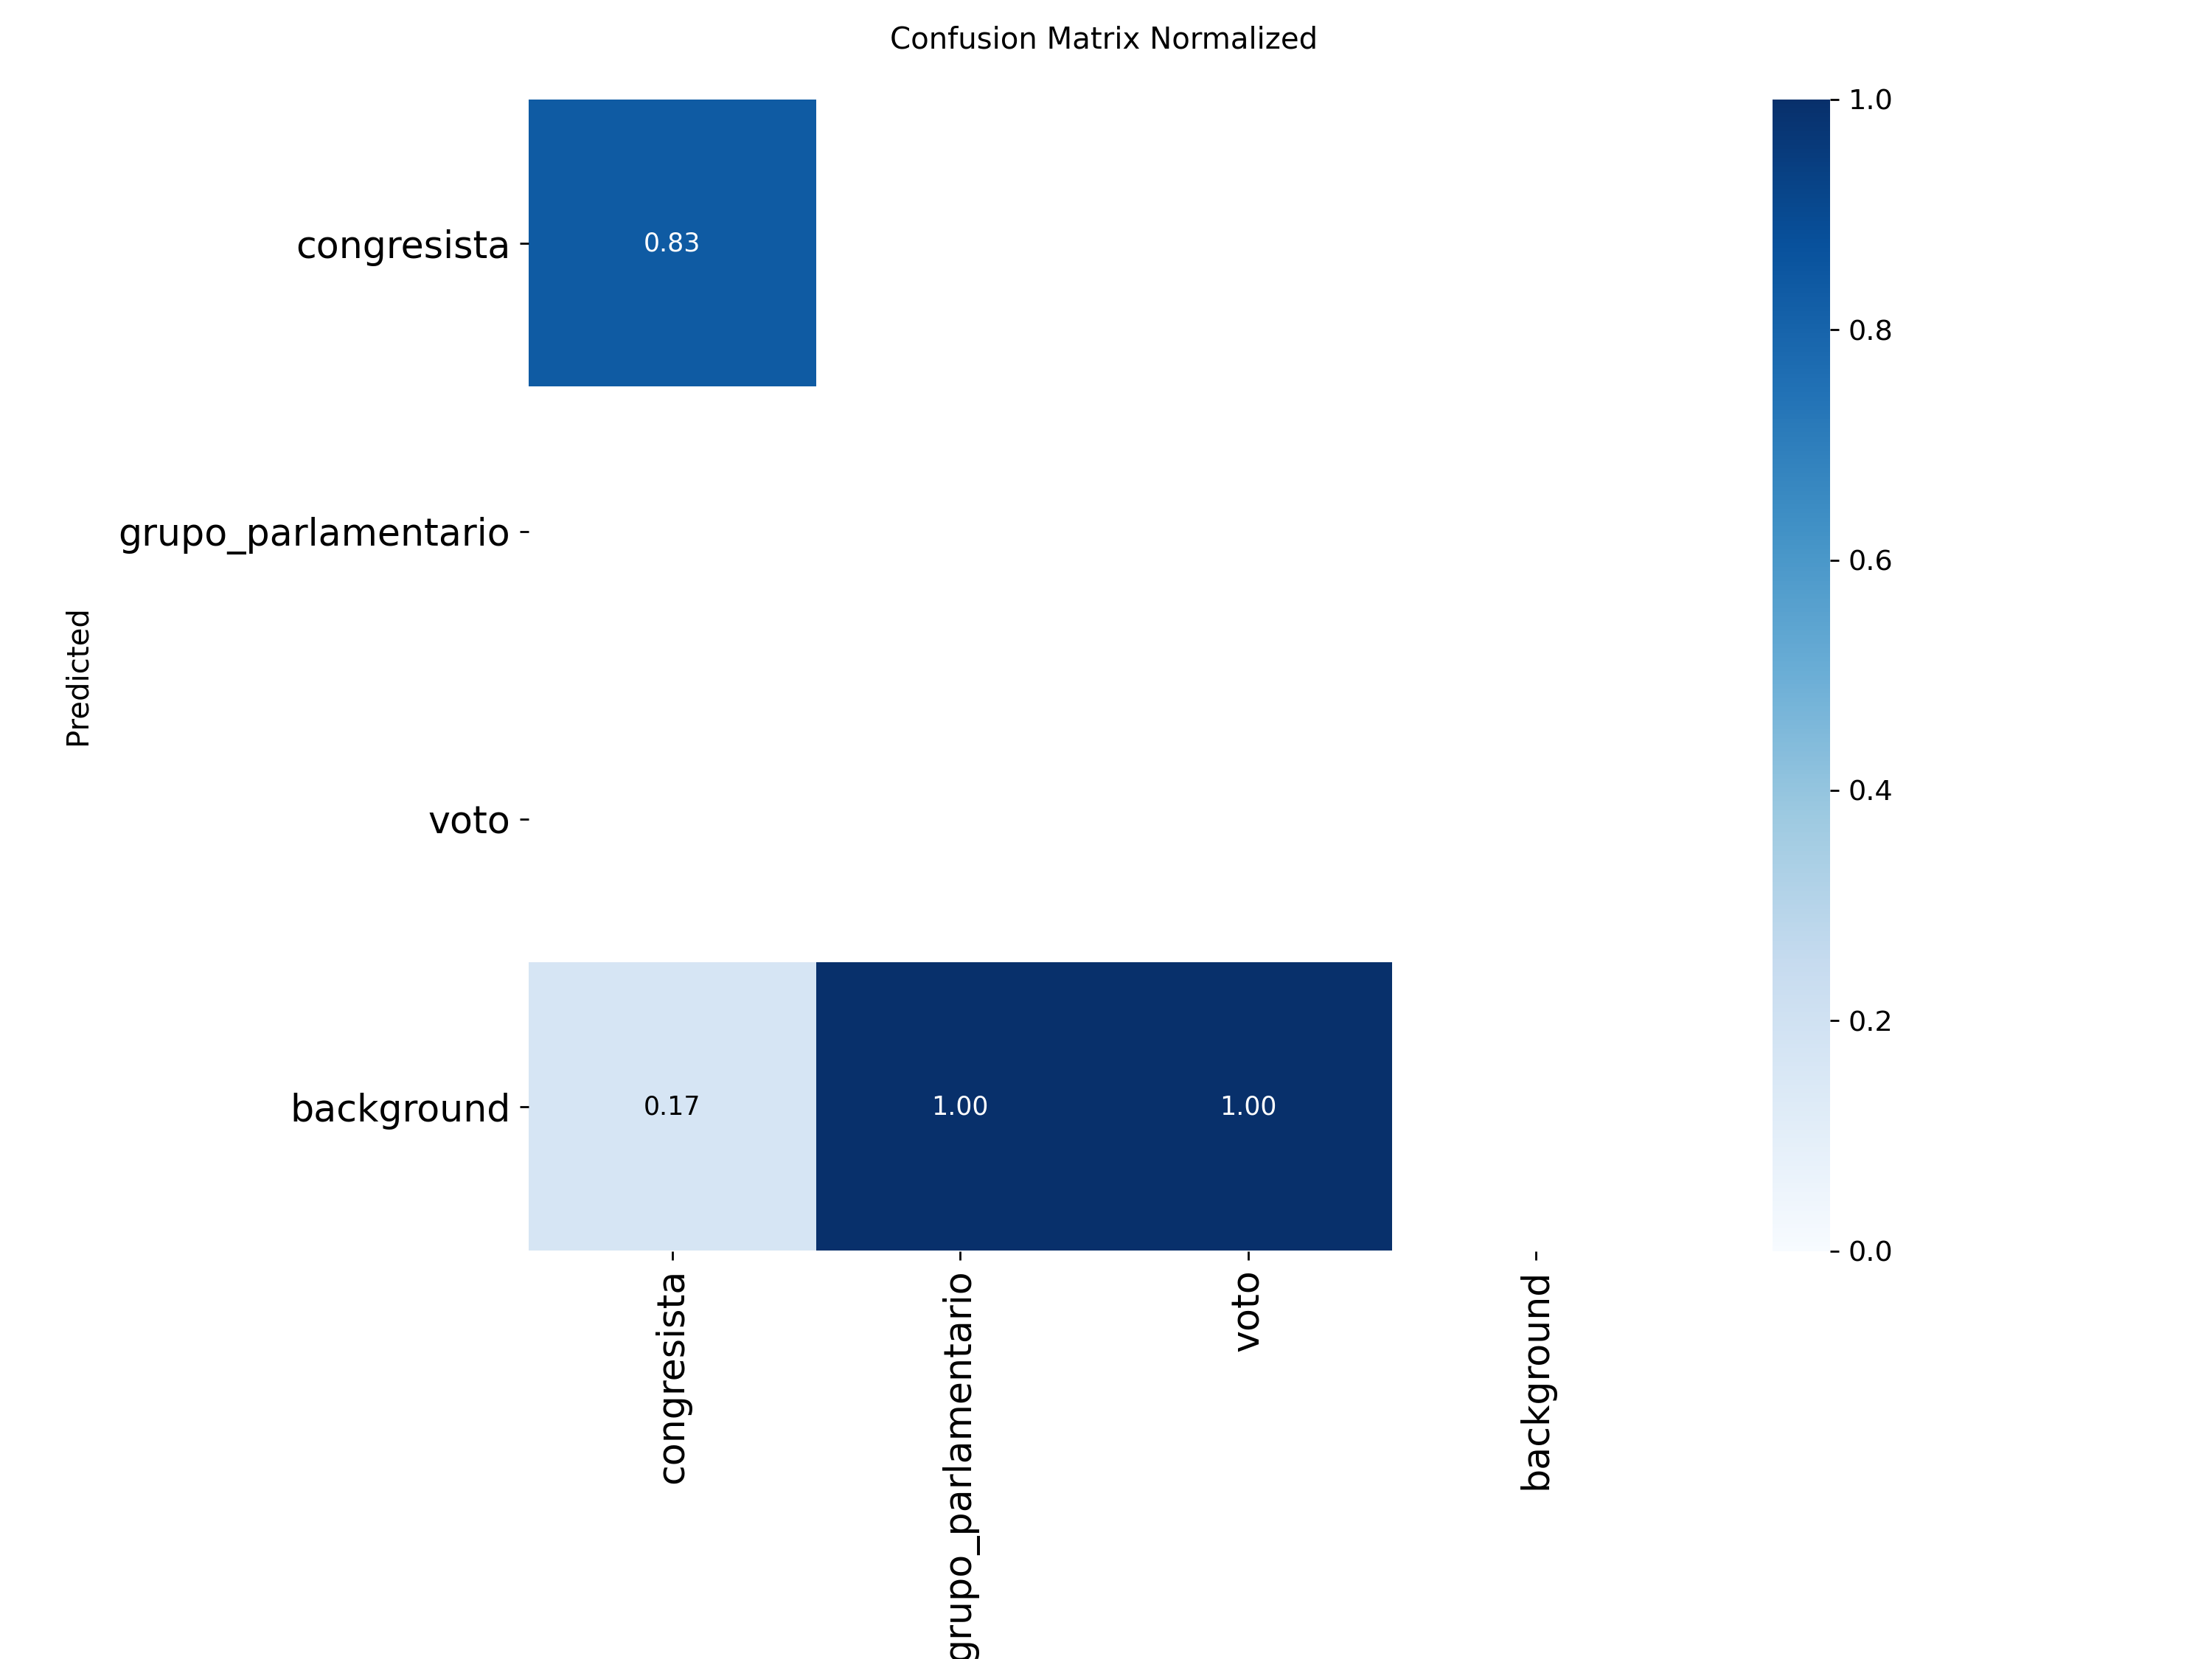 Confusion Matrix Normalized
1.0
congresista
0.83
0.8
grupo_parlamentario
0.6
Predicted
voto
0.4
0.2
background
0.17
1.00
1.00
0.0
congresista
grupo_parlamentario
voto
background